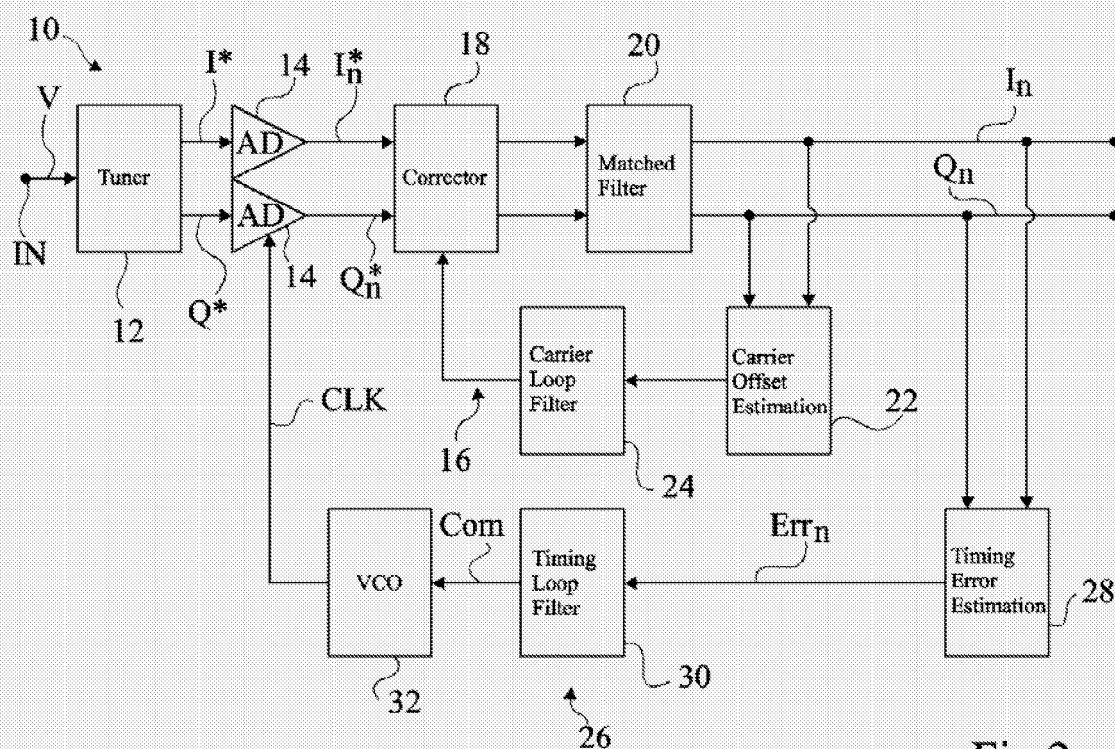 10
V
I*
14
I*n
18
20
In
Tuner
AD
AD
Corrector
Matched
Filter
Qn
IN
Q*
12
14
Q*n
CLK
16
Carrier
Loop
Filter
24
Carrier
Offset
Estimation
22
VCO
32
Com
Timing
Loop
Filter
30
Errn
Timing
Error
Estimation
28
26